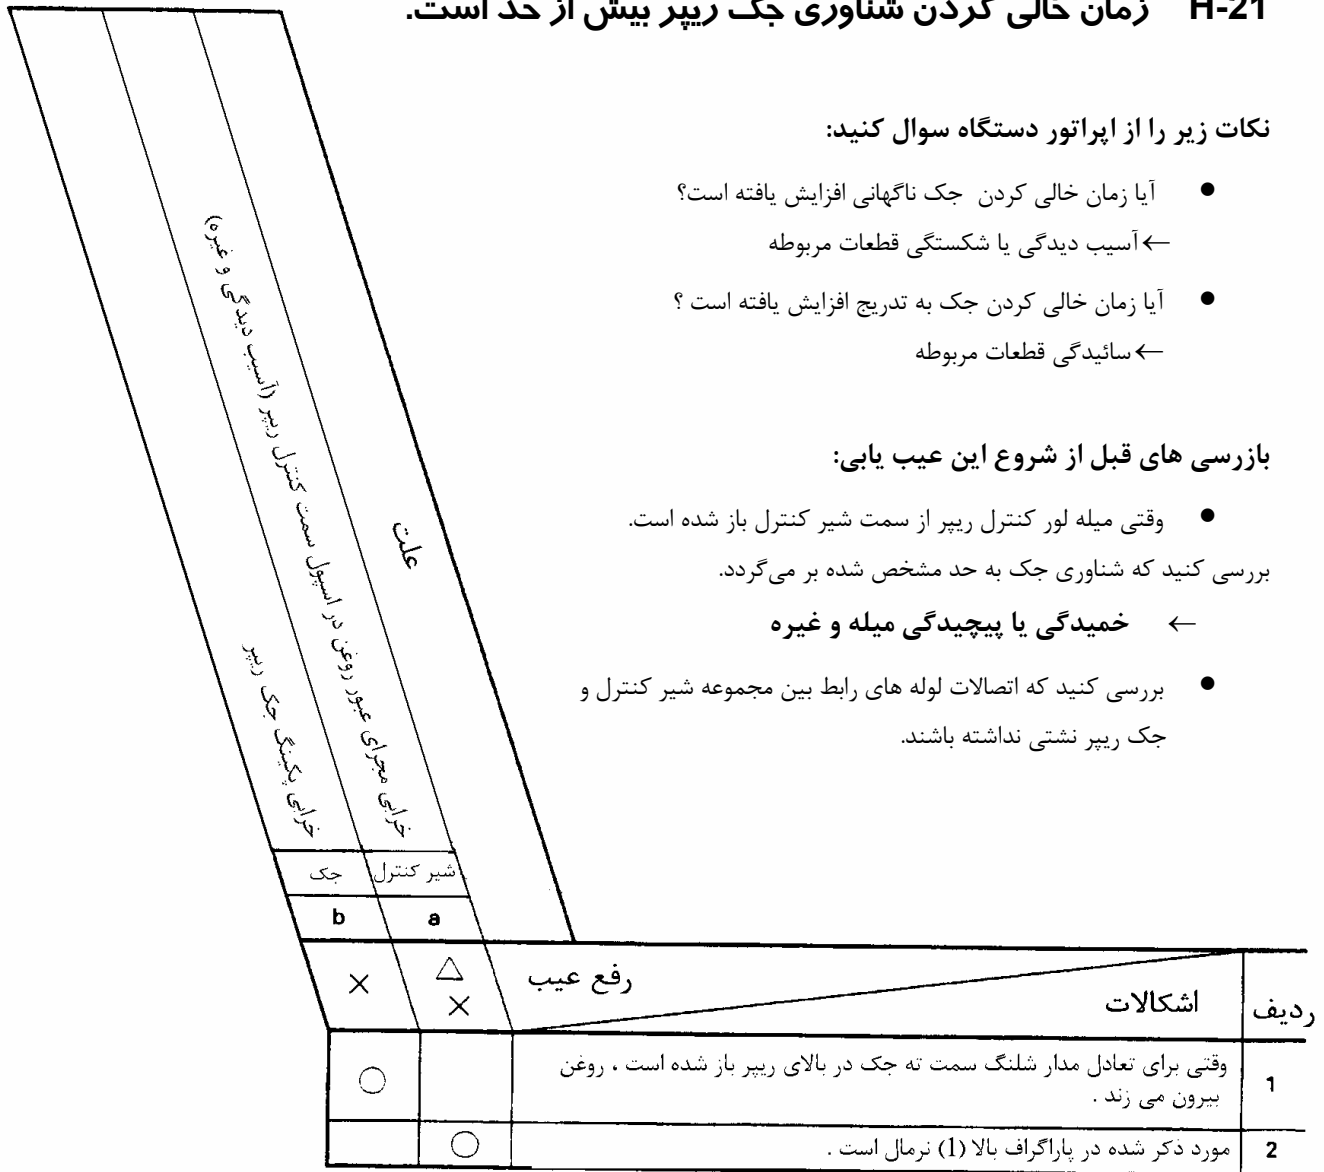 H-21 زمان خالی کردن شناوری جک ریپر بیش از حد است.
نکات زیر را از اپراتور دستگاه سوال کنید:
● آیا زمان خالی کردن جک ناگهانی افزایش یافته است؟
← آسیب دیدگی یا شکستگی قطعات مربوطه
● آیا زمان خالی کردن جک به تدریج افزایش یافته است ؟
← سائیدگی قطعات مربوطه
بازرسی های قبل از شروع این عیب یابی:
● وقتی میله لور کنترل ریپر از سمت شیر کنترل باز شده است.
بررسی کنید که شناوری جک به حد مشخص شده بر می‌گردد.
← خمیدگی یا پیچیدگی میله و غیره
● بررسی کنید که اتصالات لوله های رابط بین مجموعه شیر کنترل و
جک ریپر نشتی نداشته باشند.
علت
خرابی مجرای عبور روغن در اسپول سمت کنترل ریپر (آسیب دیدگی و غیره)
خرابی پکینگ جک ریپر
شیر کنترل
جک
a
b
ردیف
اشکالات
رفع عیب
△
×
×
1
وقتی برای تعادل مدار شلنگ سمت ته جک در بالای ریپر باز شده است ، روغن
بیرون می زند .
○
2
مورد ذکر شده در پاراگراف بالا (1) نرمال است .
○